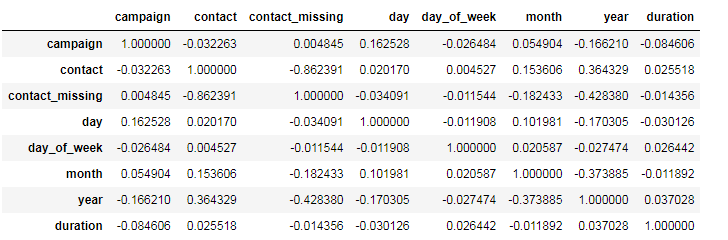 campaign contact contact_missing day day_of_week month year duration
campaign 1.000000 -0.032263 0.004845 0.162528 -0.026484 0.054904 -0.166210 -0.084606
contact -0.032263 1.000000 -0.862391 0.020170 0.004527 0.153606 0.364329 0.025518
contact_missing 0.004845 -0.862391 1.000000 -0.034091 -0.011544 -0.182433 -0.428380 -0.014356
day 0.162528 0.020170 -0.034091 1.000000 -0.011908 0.101981 -0.170305 -0.030126
day_of_week -0.026484 0.004527 -0.011544 -0.011908 1.000000 0.020587 -0.027474 0.026442
month 0.054904 0.153606 -0.182433 0.101981 0.020587 1.000000 -0.373885 -0.011892
year -0.166210 0.364329 -0.428380 -0.170305 -0.027474 -0.373885 1.000000 0.037028
duration -0.084606 0.025518 -0.014356 -0.030126 0.026442 -0.011892 0.037028 1.000000